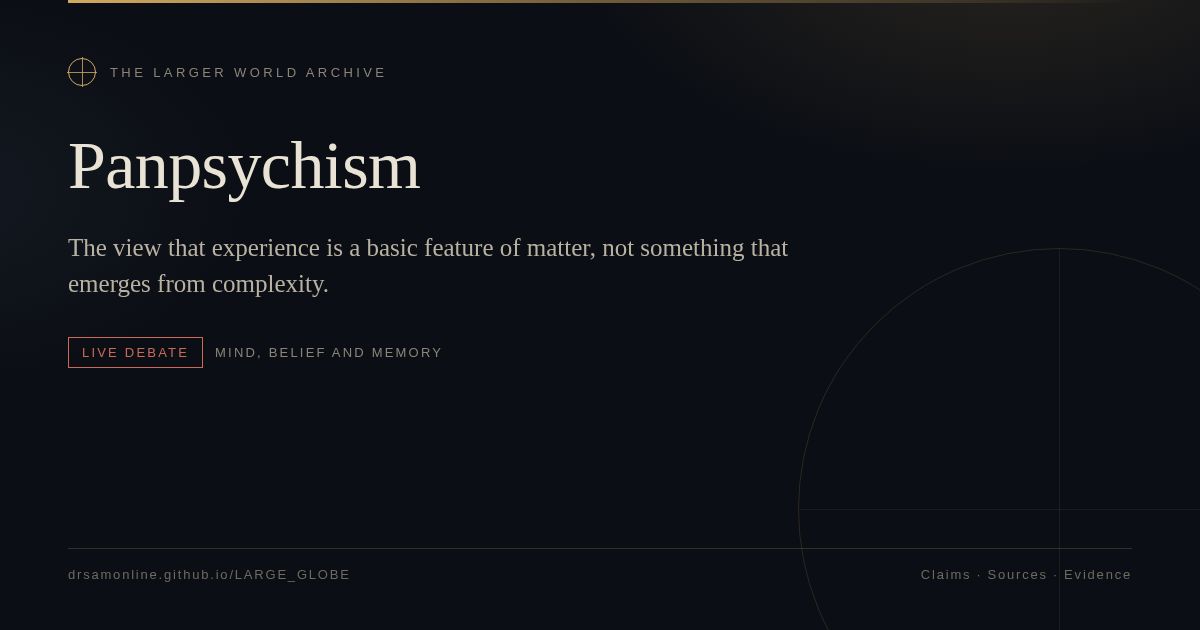 THE LARGER WORLD ARCHIVE
Panpsychism
The view that experience is a basic feature of matter, not something that
emerges from complexity.
LIVE DEBATE MIND, BELIEF AND MEMORY
drsamonline.github.io/LARGE_GLOBE Claims · Sources · Evidence